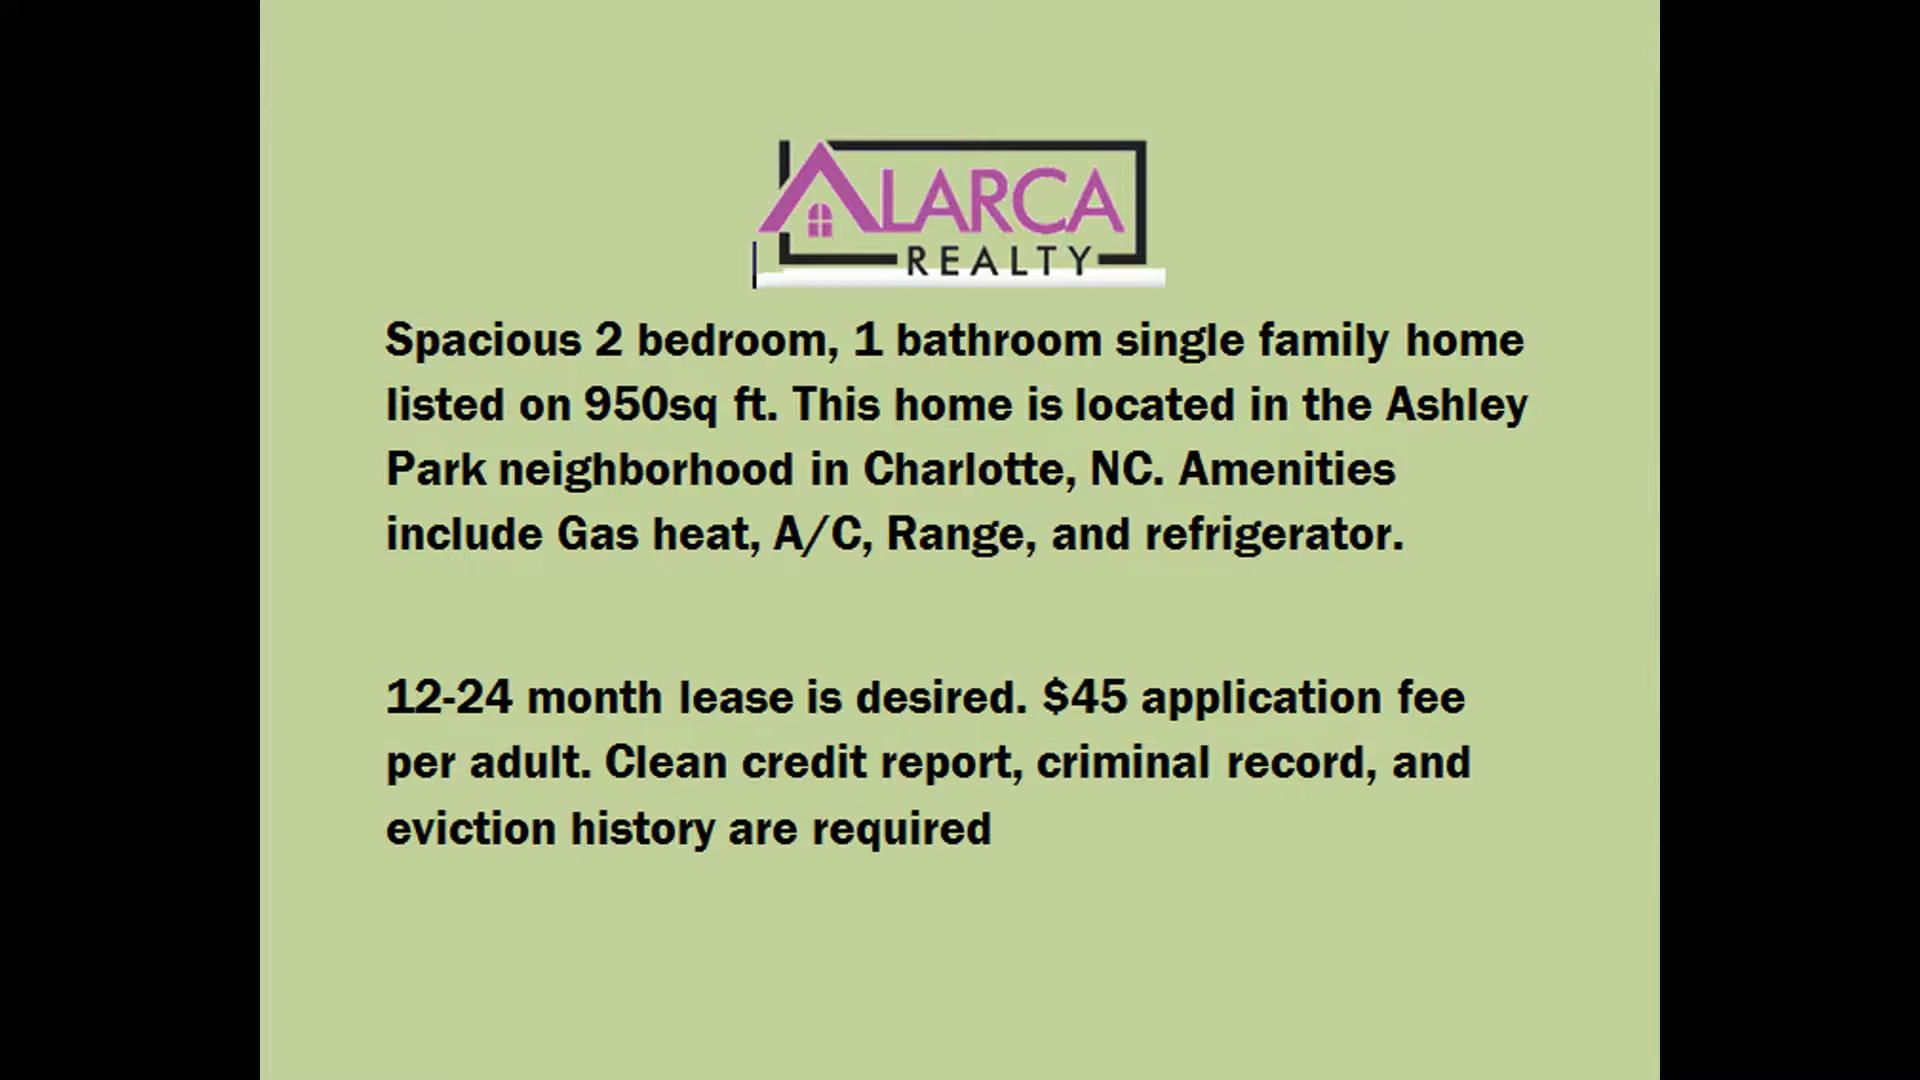 ALARCA
REALTY
Spacious 2 bedroom, 1 bathroom single family home
listed on 950sq ft. This home is located in the Ashley
Park neighborhood in Charlotte, NC. Amenities
include Gas heat, A/C, Range, and refrigerator.
12-24 month lease is desired. $45 application fee
per adult. Clean credit report, criminal record, and
eviction history are required